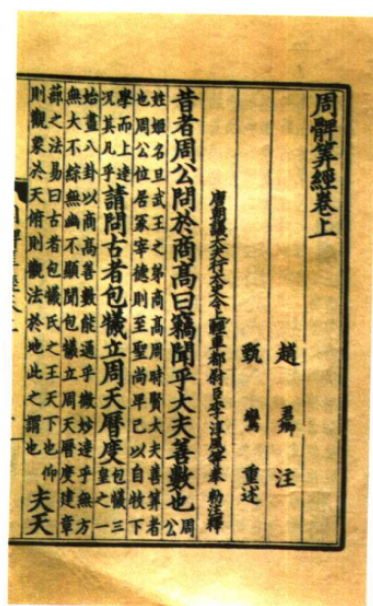 周髀筭經卷上
趙君卿注
甄鸞重述
唐朝議大夫行太史令上輕車都尉臣李淳風等奉勑注釋
昔者周公問於商高曰竊聞乎大夫善數也周公
姓姬名旦武王之弟商高周時賢大夫善算者
也周公位居冢宰德則至聖尚卑己以自牧下
學而上達況其凡乎請問古者包犧立周天曆度包犧三皇之一
始畫八卦以商高善數能通乎微妙達乎無方
無大不綜無幽不顯聞包犧立周天曆度建章
蔀之法易曰古者包犧氏之王天下也仰
則觀象於天俯則觀法於地此之謂也夫天